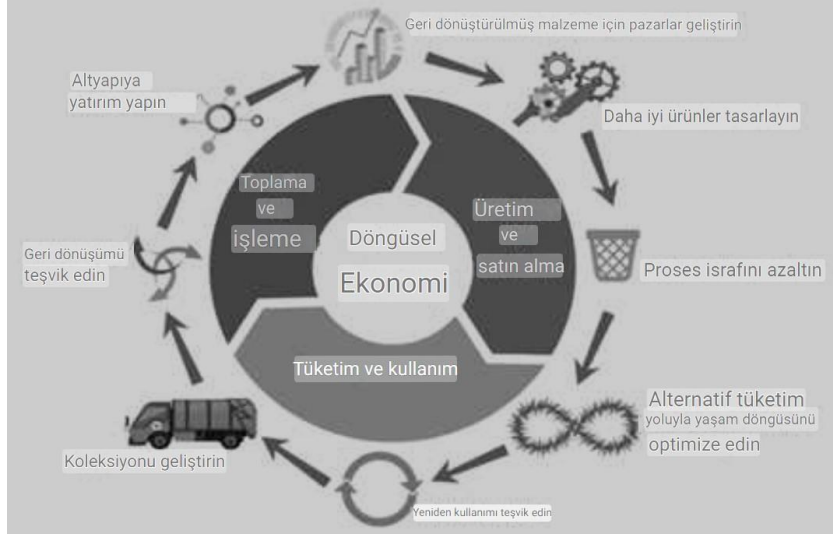 Geri dönüştürülmüş malzeme için pazarlar geliştirin
Altyapıya
yatırım yapın
Daha iyi ürünler tasarlayın
Toplama
ve
işleme
Üretim
ve
satın alma
Döngüsel
Ekonomi
Geri dönüşümü
teşvik edin
Proses israfını azaltın
Tüketim ve kullanım
Alternatif tüketim
yoluyla yaşam döngüsünü
optimize edin
Koleksiyonu geliştirin
Yeniden kullanımı teşvik edin